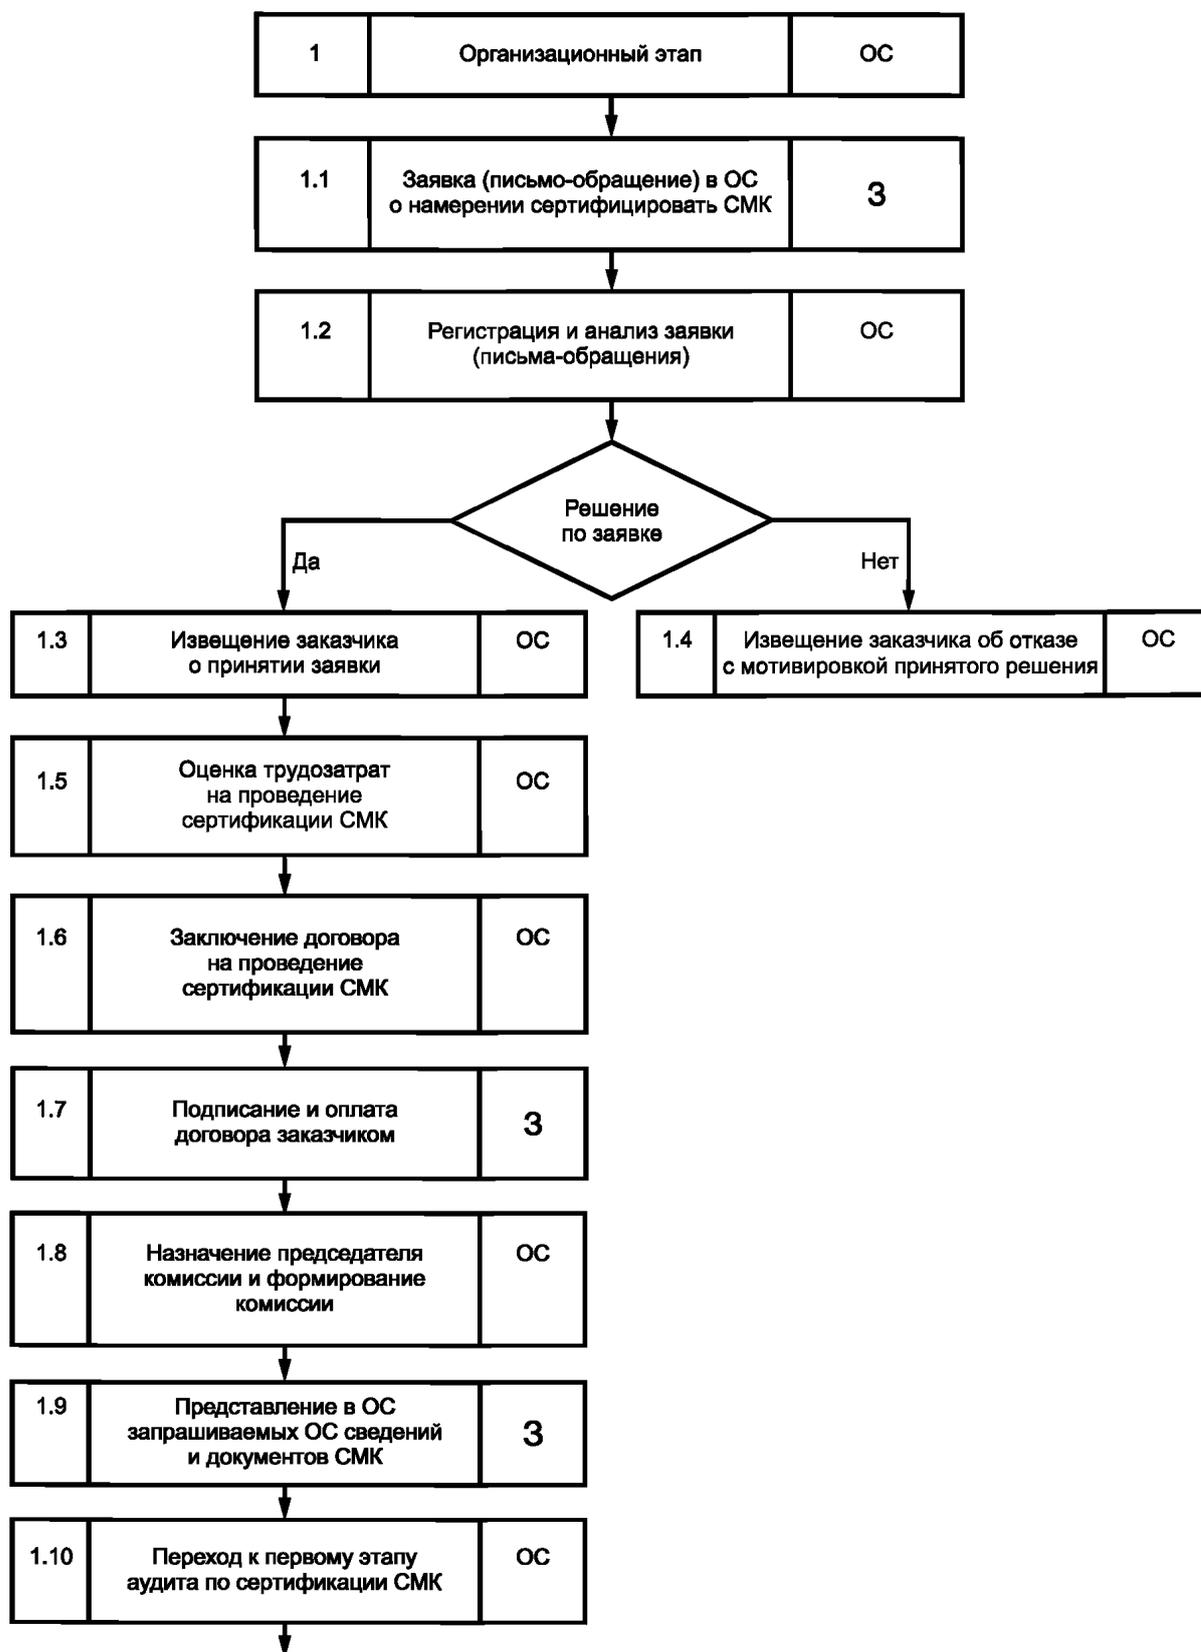 1
Организационный этап
ОС
1.1
Заявка (письмо-обращение) в ОС
о намерении сертифицировать СМК
З
1.2
Регистрация и анализ заявки
(письма-обращения)
ОС
Решение
по заявке
Да
Нет
1.3
Извещение заказчика
о принятии заявки
ОС
1.4
Извещение заказчика об отказе
с мотивировкой принятого решения
ОС
1.5
Оценка трудозатрат
на проведение
сертификации СМК
ОС
1.6
Заключение договора
на проведение
сертификации СМК
ОС
1.7
Подписание и оплата
договора заказчиком
З
1.8
Назначение председателя
комиссии и формирование
комиссии
ОС
1.9
Представление в ОС
запрашиваемых ОС сведений
и документов СМК
З
1.10
Переход к первому этапу
аудита по сертификации СМК
ОС